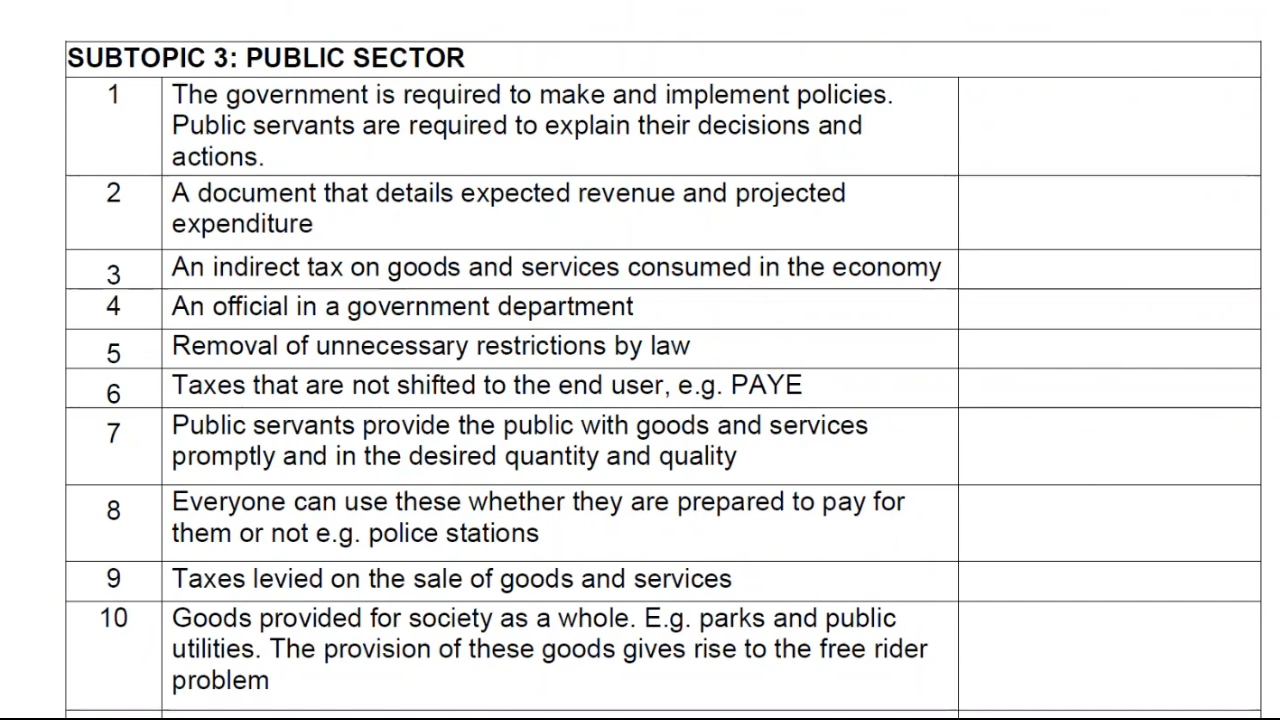 SUBTOPIC 3: PUBLIC SECTOR
1
The government is required to make and implement policies.
Public servants are required to explain their decisions and
actions.
2
A document that details expected revenue and projected
expenditure
3
An indirect tax on goods and services consumed in the economy
4
An official in a government department
5
Removal of unnecessary restrictions by law
6
Taxes that are not shifted to the end user, e.g. PAYE
7
Public servants provide the public with goods and services
promptly and in the desired quantity and quality
8
Everyone can use these whether they are prepared to pay for
them or not e.g. police stations
9
Taxes levied on the sale of goods and services
10
Goods provided for society as a whole. E.g. parks and public
utilities. The provision of these goods gives rise to the free rider
problem